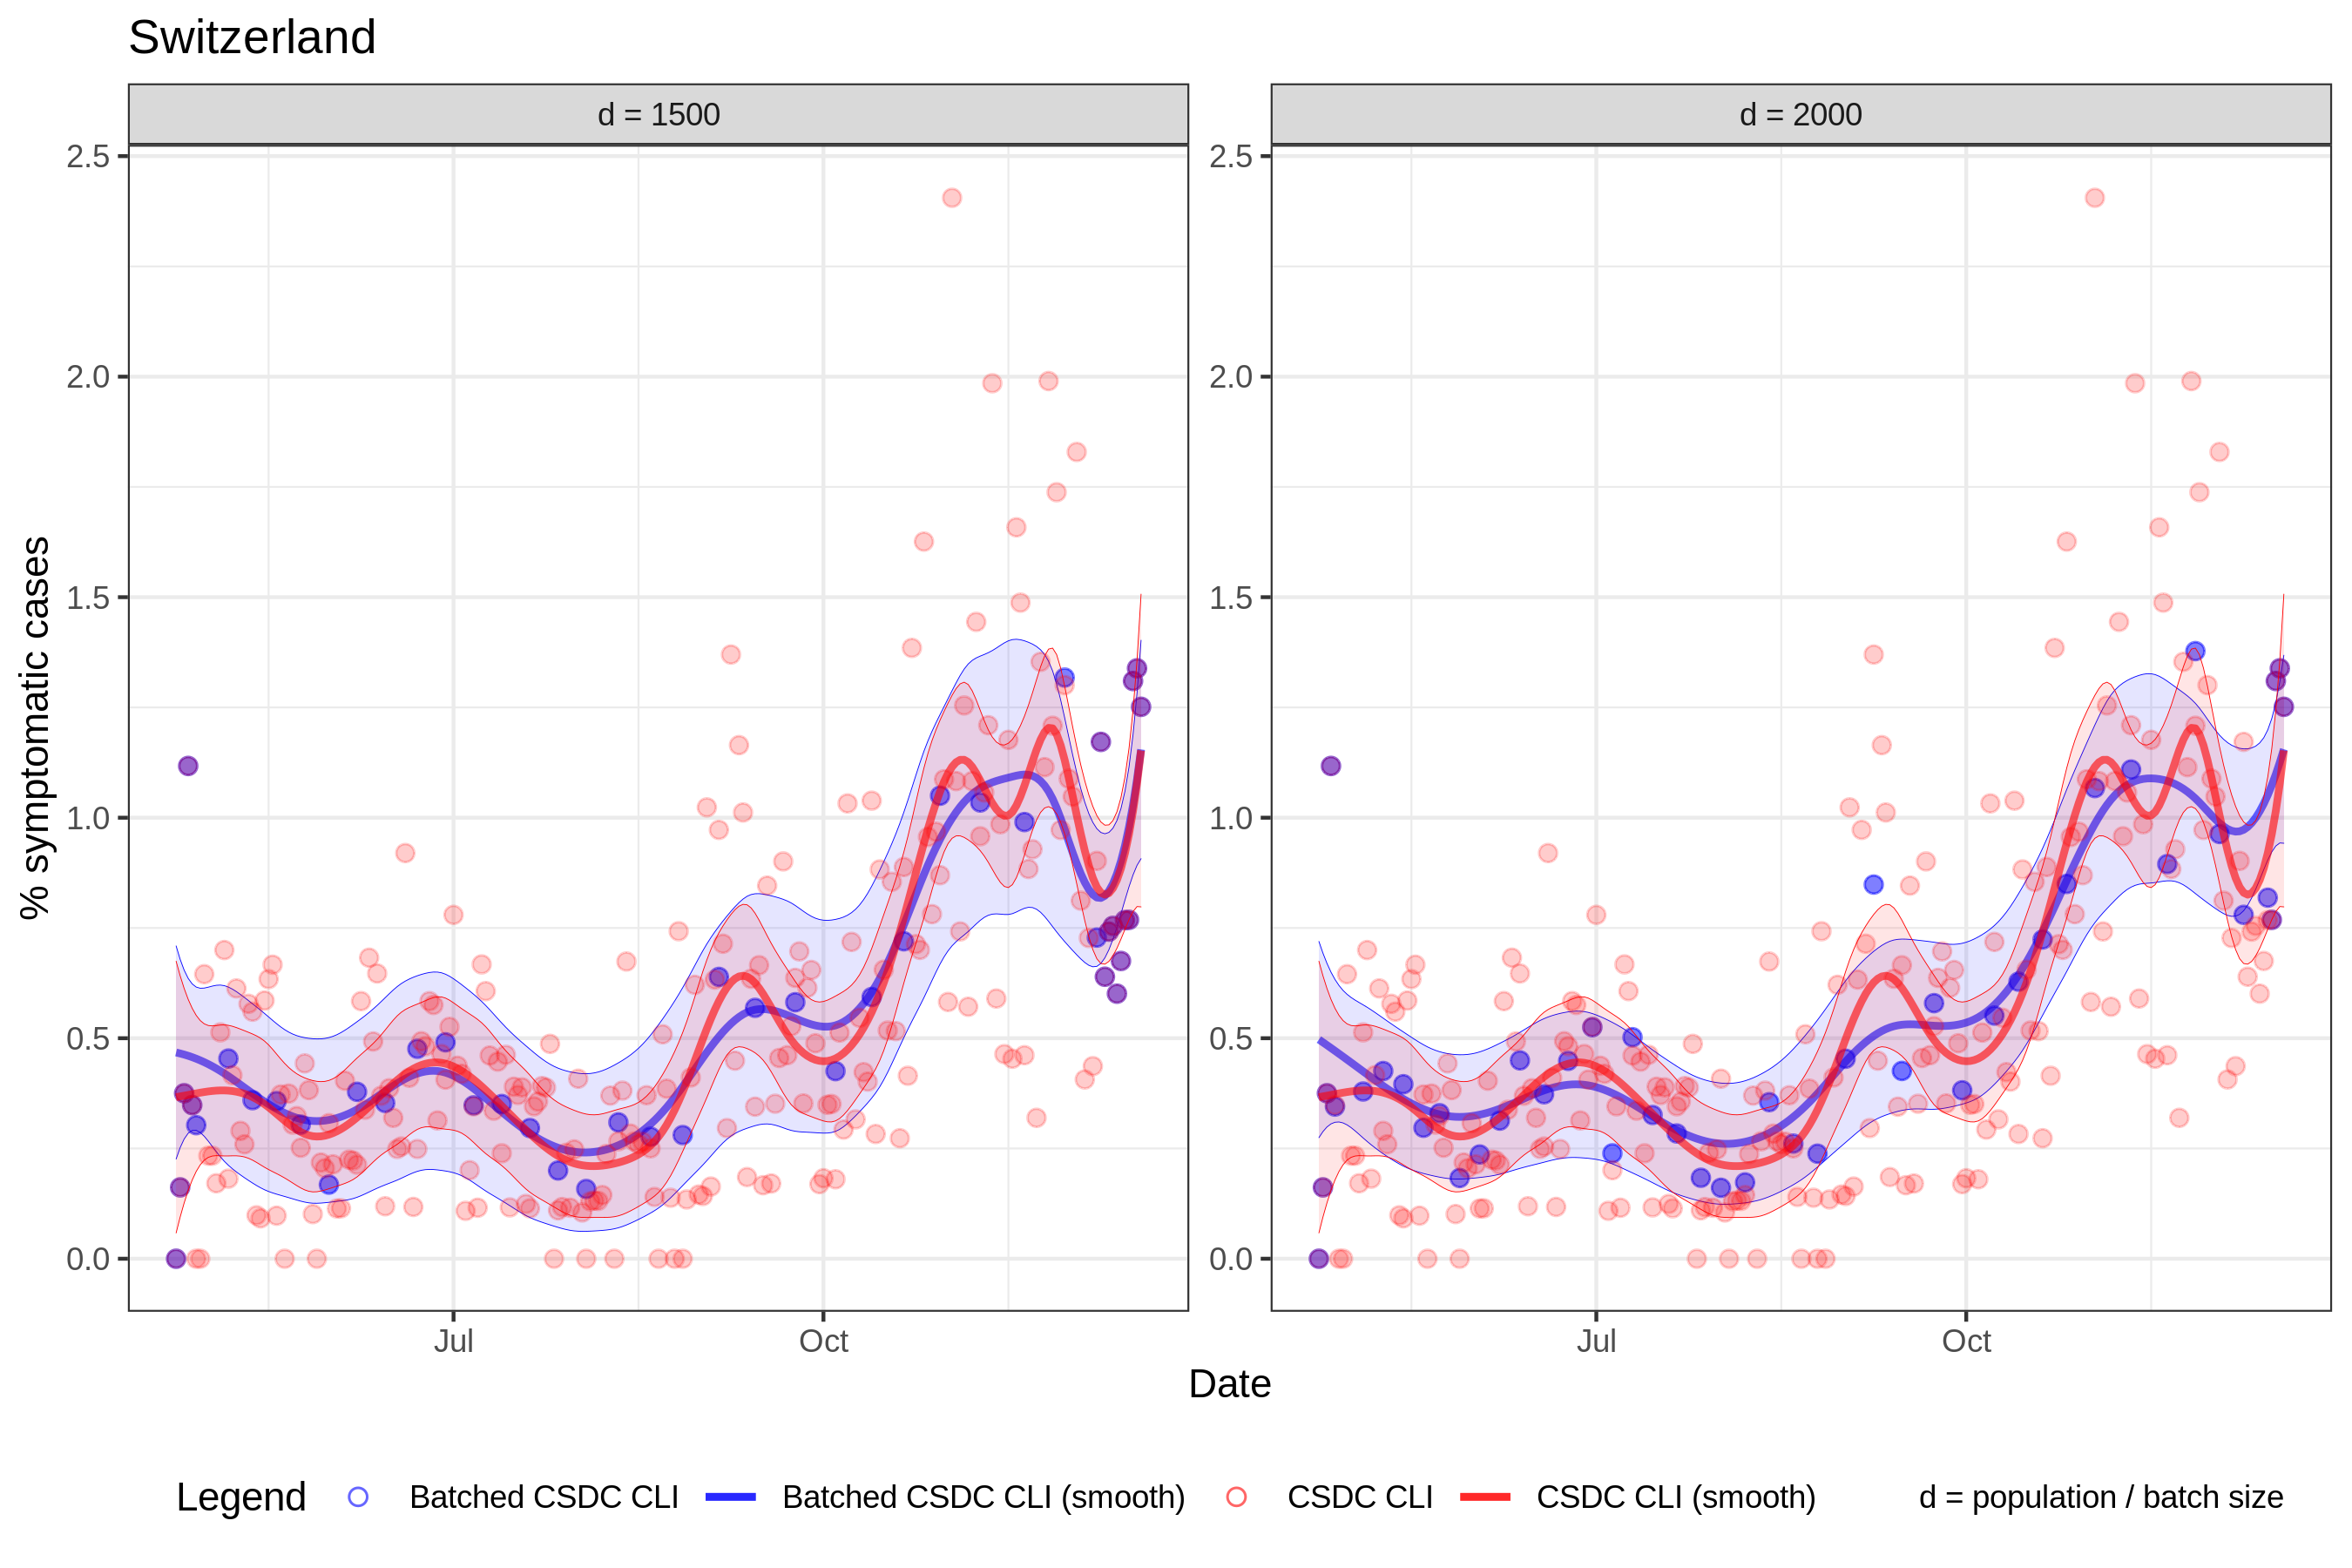 Switzerland
d = 1500
d = 2000
% symptomatic cases
2.5
2.0
1.5
1.0
0.5
0.0
2.5
2.0
1.5
1.0
0.5
0.0
Jul
Oct
Jul
Oct
Date
Legend
Batched CSDC CLI
Batched CSDC CLI (smooth)
CSDC CLI
CSDC CLI (smooth)
d = population / batch size